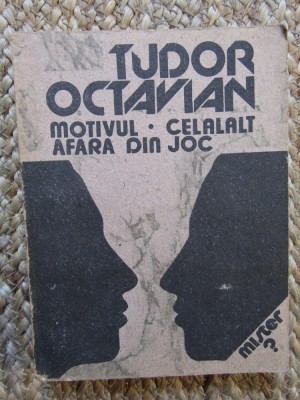 TUDOR
OCTAVIAN
MOTIVUL • CELALALT
AFARA DIN JOC
mister
?